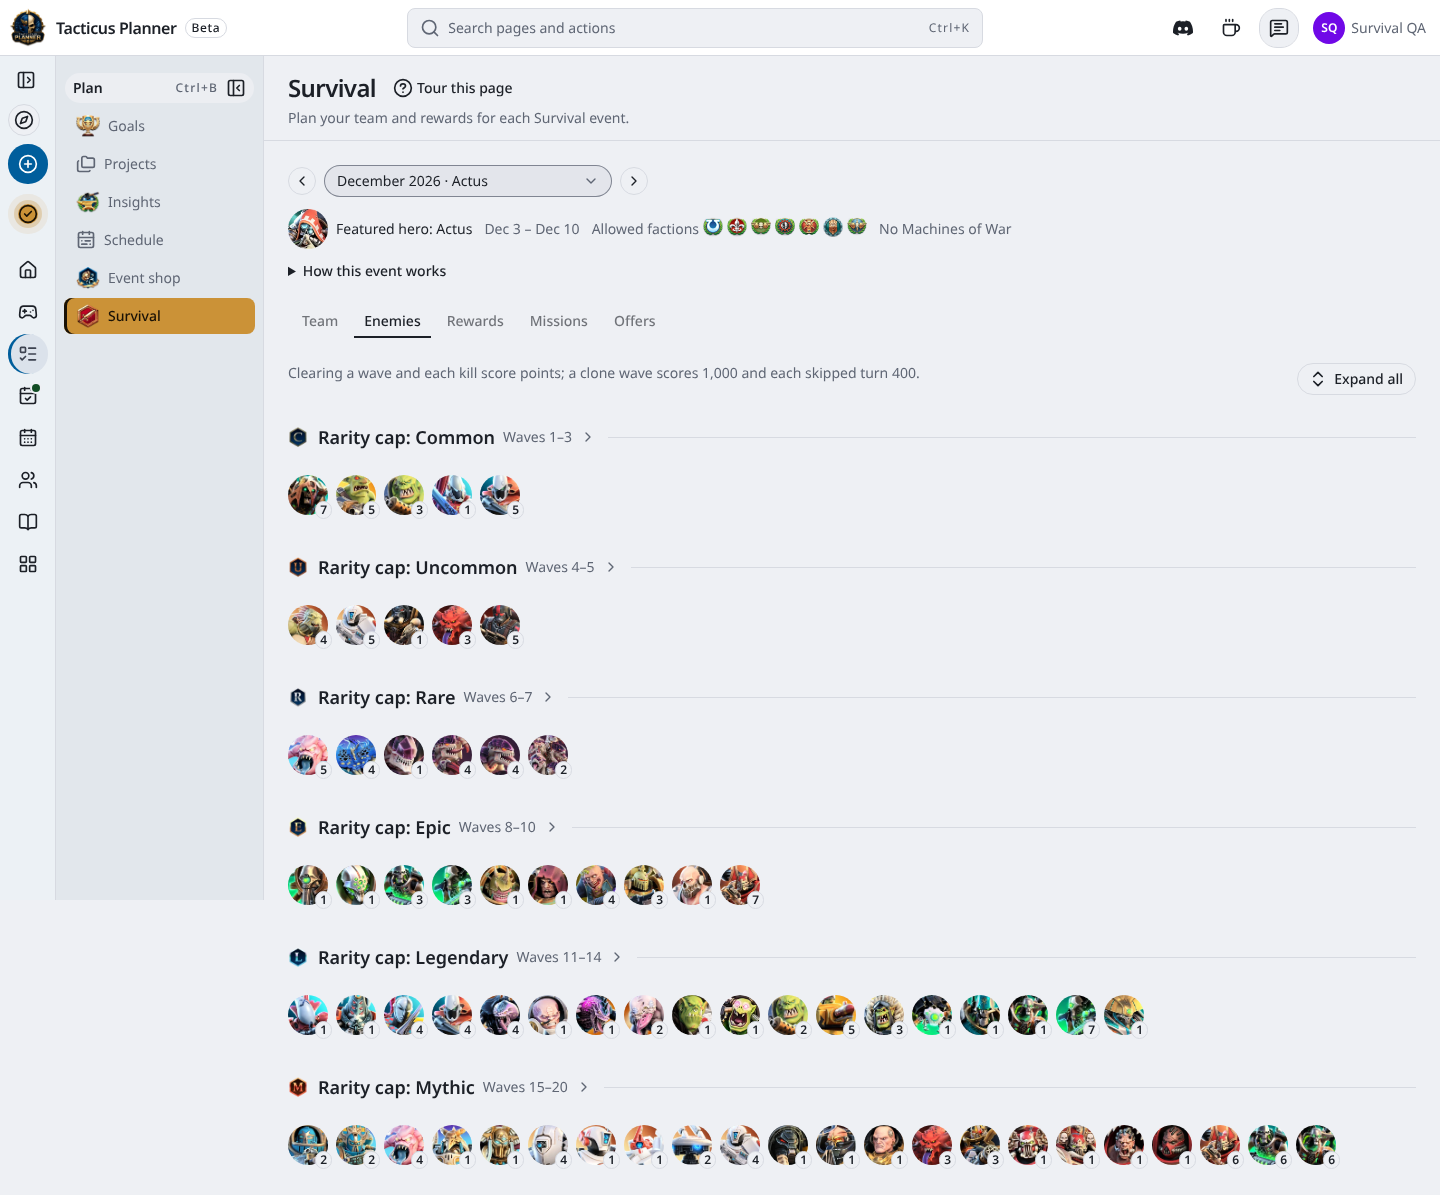 Tacticus Planner Beta
Search pages and actions Ctrl+K
SQ Survival QA
Plan Ctrl+B
Goals
Projects
Insights
Schedule
Event shop
Survival
Survival Tour this page
Plan your team and rewards for each Survival event.
December 2026 · Actus
Featured hero: Actus Dec 3 – Dec 10 Allowed factions No Machines of War
How this event works
Team Enemies Rewards Missions Offers
Clearing a wave and each kill score points; a clone wave scores 1,000 and each skipped turn 400.
Expand all
C Rarity cap: Common Waves 1–3
7 5 3 1 5
U Rarity cap: Uncommon Waves 4–5
4 5 1 3 5
R Rarity cap: Rare Waves 6–7
5 4 1 4 4 2
E Rarity cap: Epic Waves 8–10
1 1 3 3 1 1 4 3 1 7
L Rarity cap: Legendary Waves 11–14
1 1 4 4 4 1 1 2 1 1 2 5 3 1 1 1 7 1
M Rarity cap: Mythic Waves 15–20
2 2 4 1 1 4 1 1 2 4 1 1 1 3 3 1 1 1 1 6 6 6